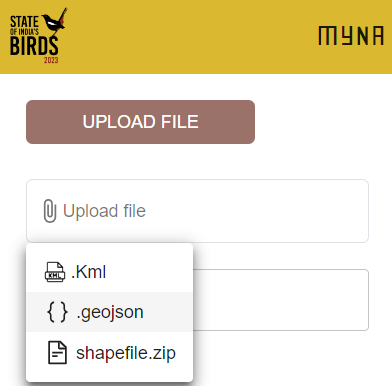 STATE
OF INDIA'S
BIRDS
2023
MYNA
UPLOAD FILE
Upload file
KML .Kml
{ } .geojson
shapefile.zip